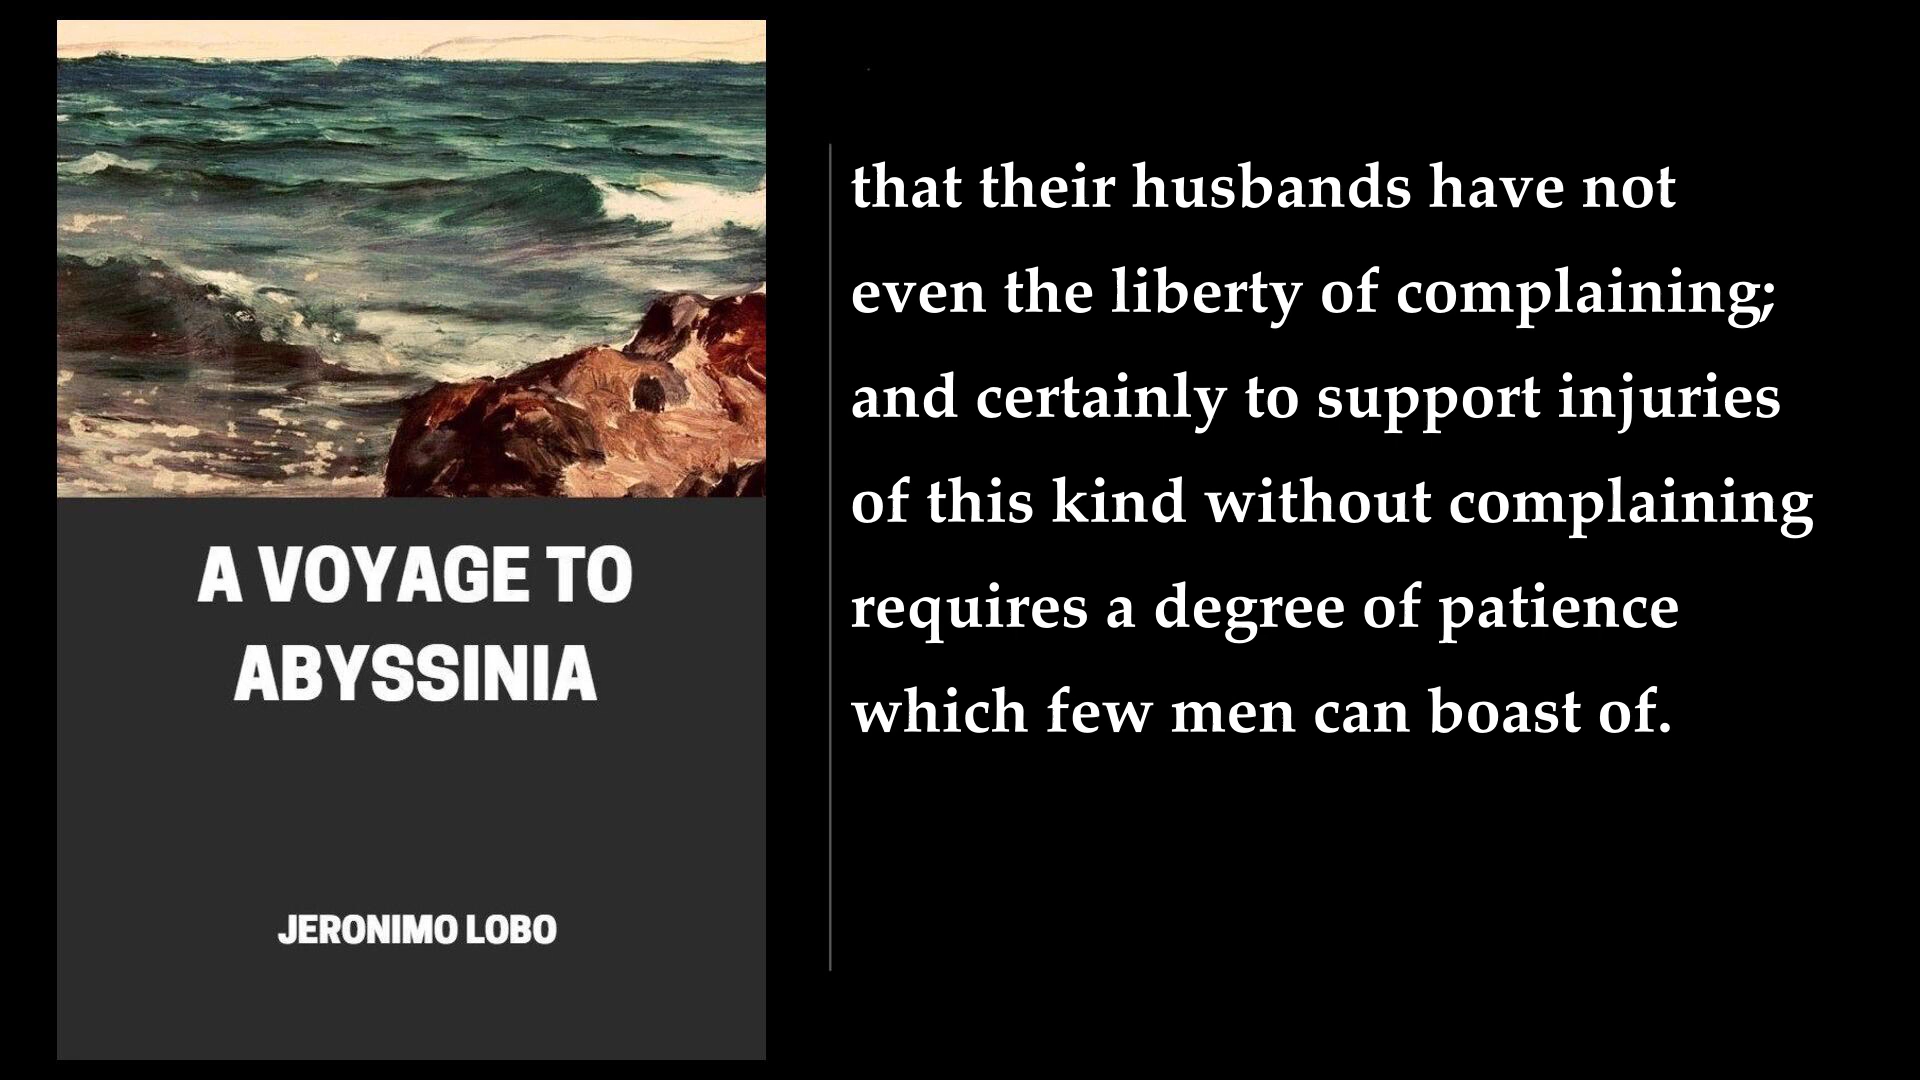 A VOYAGE TO
ABYSSINIA
JERONIMO LOBO
that their husbands have not
even the liberty of complaining;
and certainly to support injuries
of this kind without complaining
requires a degree of patience
which few men can boast of.